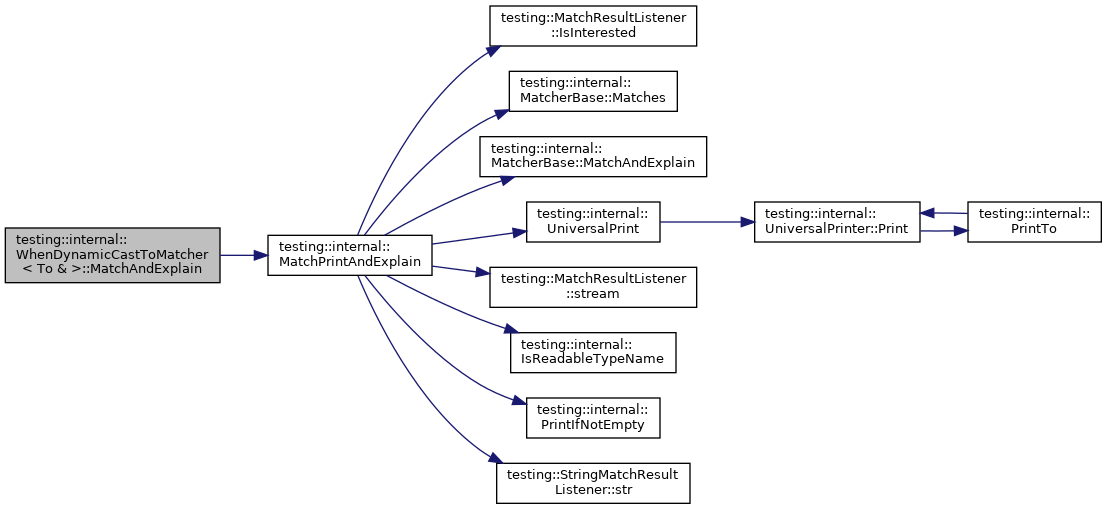 testing::MatchResultListener
::IsInterested
testing::internal::
MatcherBase::Matches
testing::internal::
MatcherBase::MatchAndExplain
testing::internal::
WhenDynamicCastToMatcher
< To & >::MatchAndExplain
testing::internal::
MatchPrintAndExplain
testing::internal::
UniversalPrint
testing::internal::
UniversalPrinter::Print
testing::internal::
PrintTo
testing::MatchResultListener
::stream
testing::internal::
IsReadableTypeName
testing::internal::
PrintIfNotEmpty
testing::StringMatchResult
Listener::str